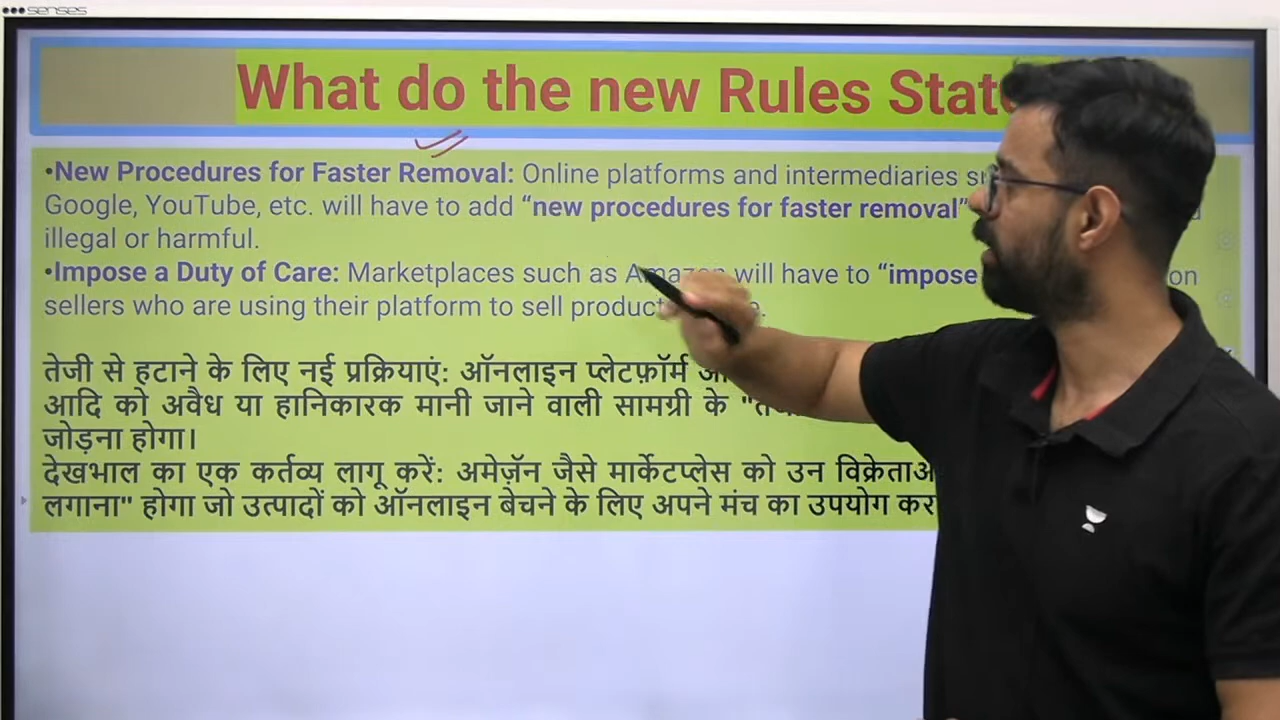 senses
What do the new Rules State
•New Procedures for Faster Removal: Online platforms and intermediaries
Google, YouTube, etc. will have to add “new procedures for faster removal”
illegal or harmful.
•Impose a Duty of Care: Marketplaces such as Amazon will have to “impose on
sellers who are using their platform to sell
तेजी से हटाने के लिए नई प्रक्रियाएं: ऑनलाइन प्लेटफ़ॉर्म
आदि को अवैध या हानिकारक मानी जाने वाली सामग्री के
जोड़ना होगा।
देखभाल का एक कर्तव्य लागू करें: अमेज़ॅन जैसे मार्केटप्लेस को उन
लगाना" होगा जो उत्पादों को ऑनलाइन बेचने के लिए अपने मंच का उपयोग